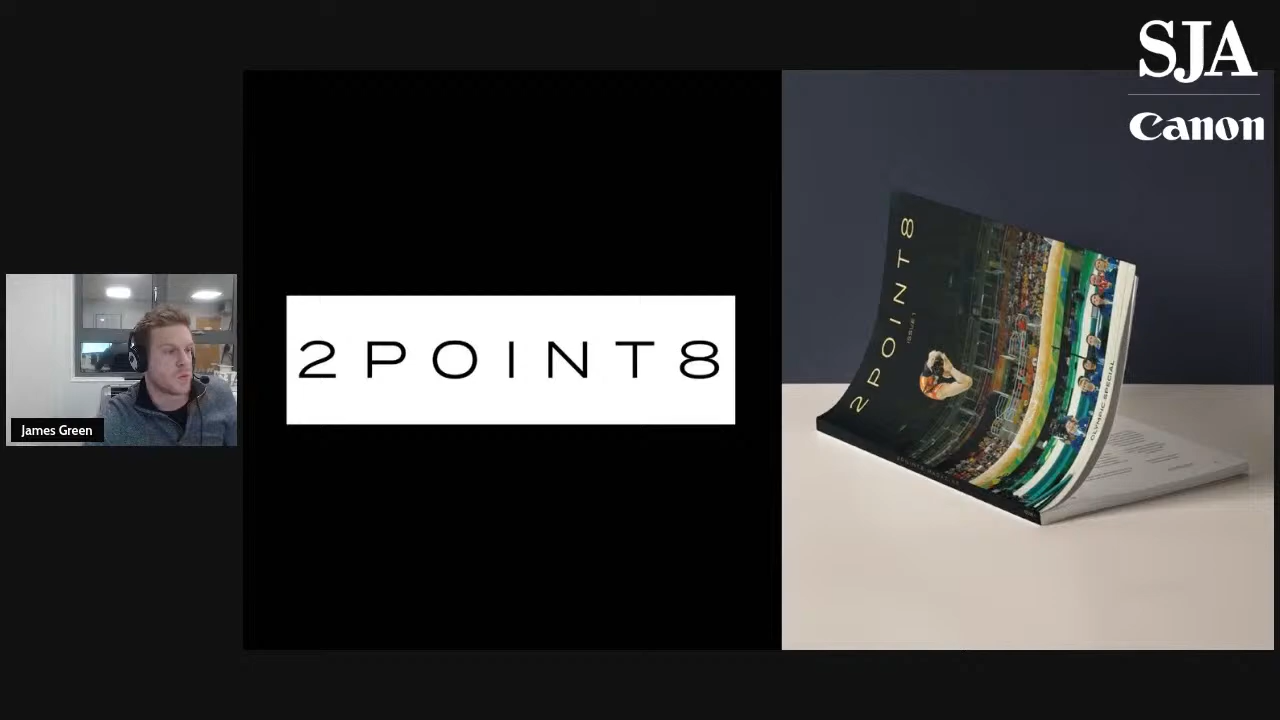 SJA
Canon
James Green
2POINT8
2POINT8
ISSUE 1
OLYMPIC SPECIAL